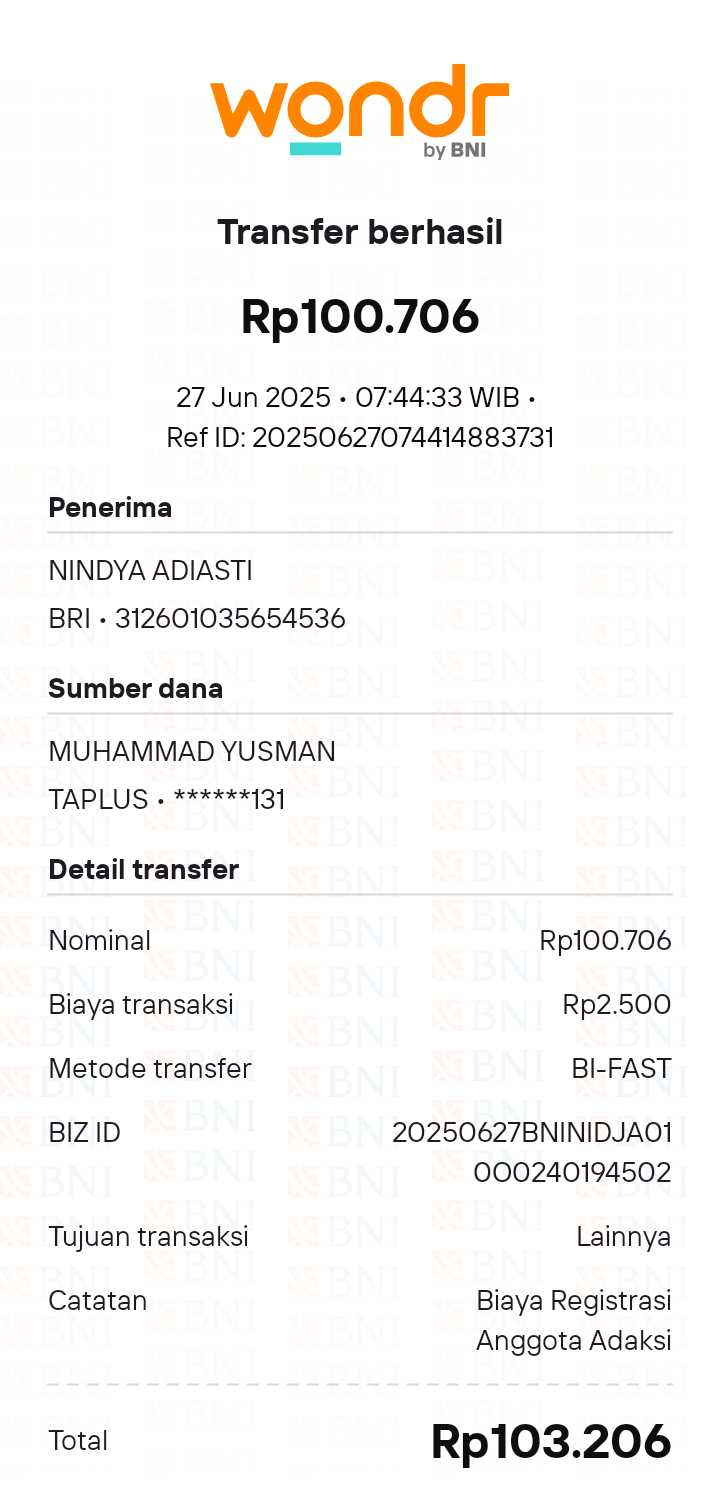 wondr
by BNI
Transfer berhasil
Rp100.706
27 Jun 2025 • 07:44:33 WIB •
Ref ID: 20250627074414883731
Penerima
NINDYA ADIASTI
BRI • 312601035654536
Sumber dana
MUHAMMAD YUSMAN
TAPLUS • ******131
Detail transfer
Nominal Rp100.706
Biaya transaksi Rp2.500
Metode transfer BI-FAST
BIZ ID 20250627BNINIDJA01
000240194502
Tujuan transaksi Lainnya
Catatan Biaya Registrasi
Anggota Adaksi
Total Rp103.206